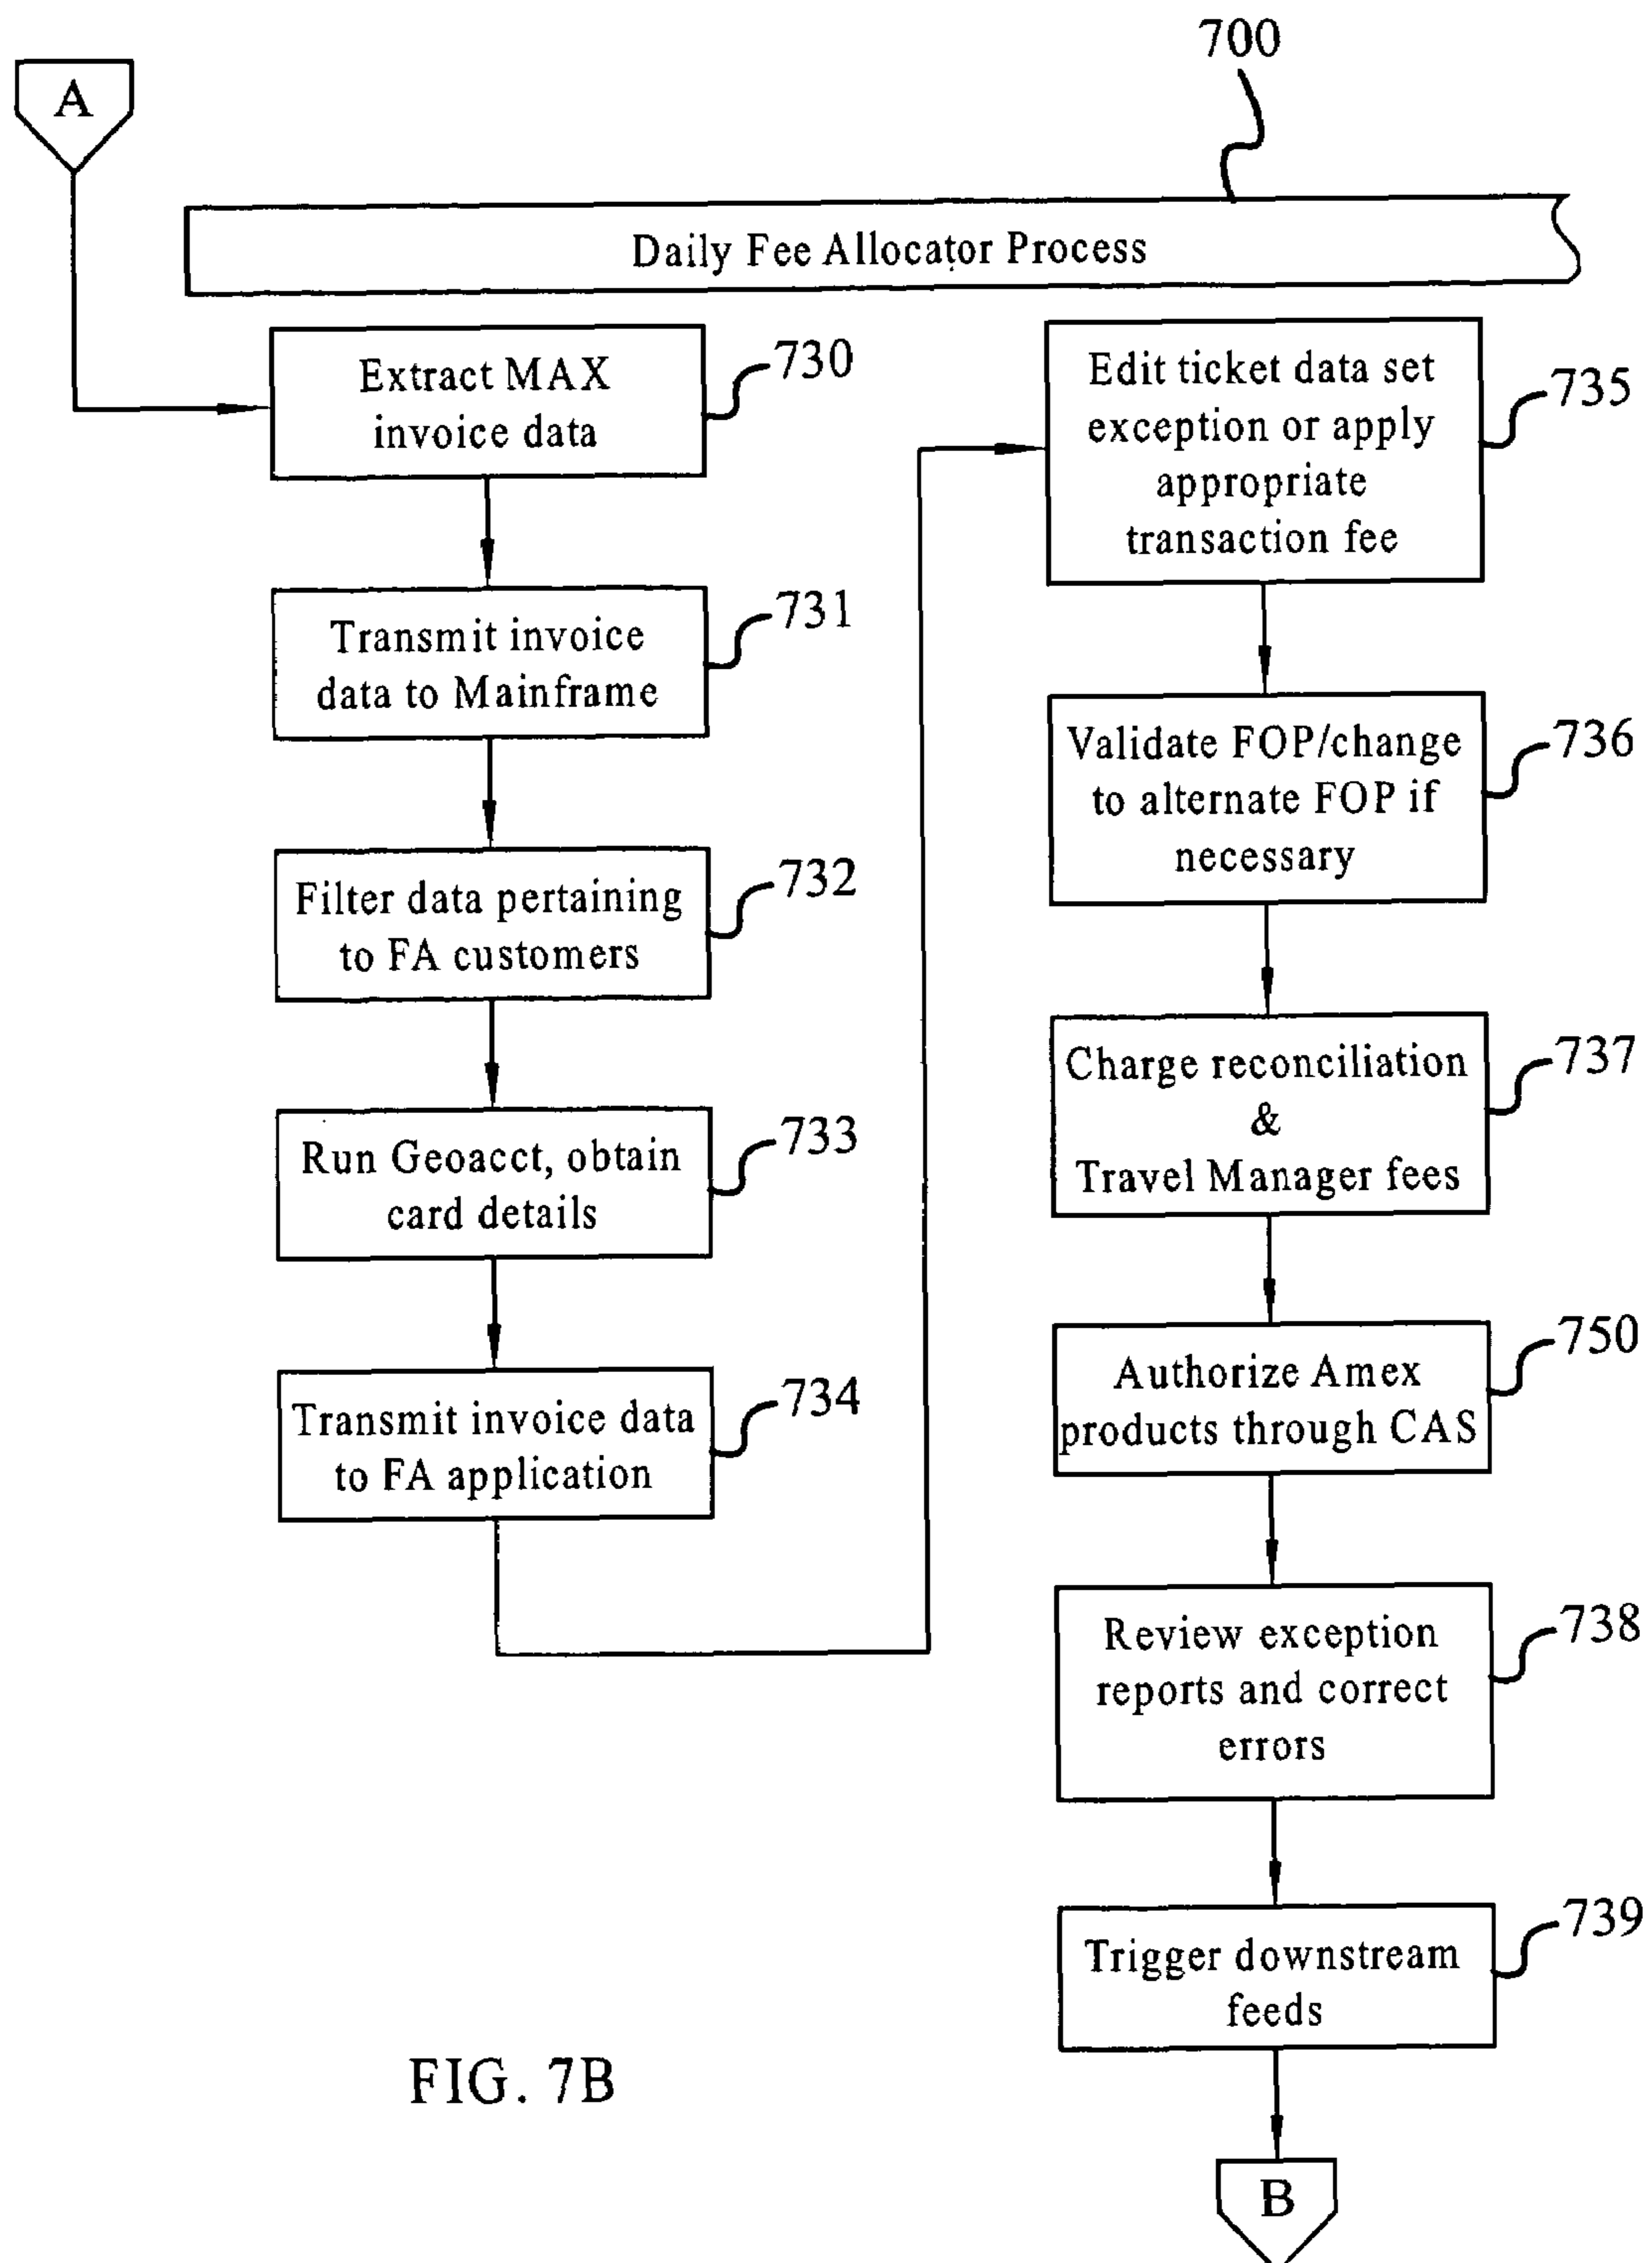 700
A
Daily Fee Allocator Process
Extract MAX
invoice data
730
Transmit invoice
data to Mainframe
731
Filter data pertaining
to FA customers
732
Run Geoacct, obtain
card details
733
Transmit invoice data
to FA application
734
Edit ticket data set
exception or apply
appropriate
transaction fee
735
Validate FOP/change
to alternate FOP if
necessary
736
Charge reconciliation
&
Travel Manager fees
737
Authorize Amex
products through CAS
750
Review exception
reports and correct
errors
738
Trigger downstream
feeds
739
B
FIG. 7B